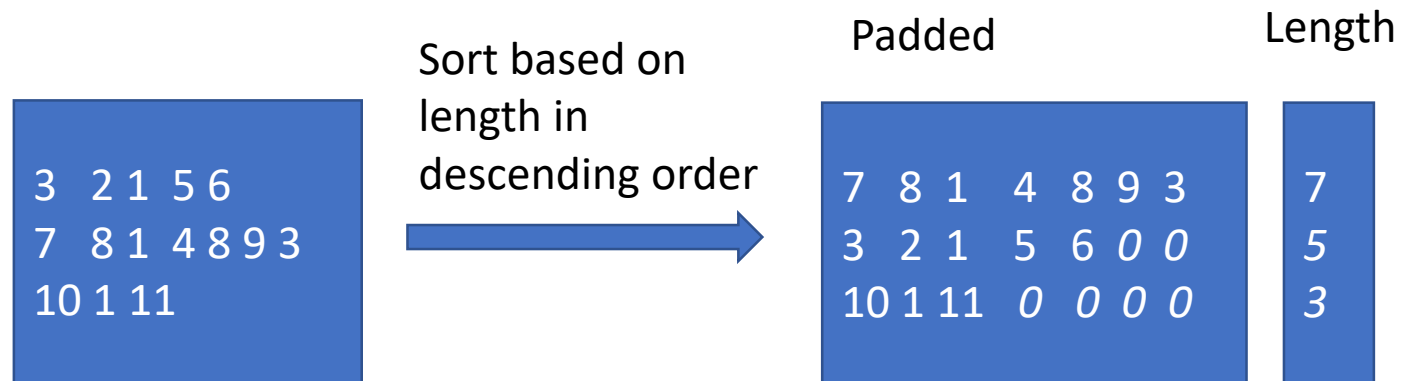 3 2 1 5 6
7 8 1 4 8 9 3
10 1 11
Sort based on
length in
descending order
Padded
7 8 1 4 8 9 3
3 2 1 5 6 0 0
10 1 11 0 0 0 0
Length
7
5
3